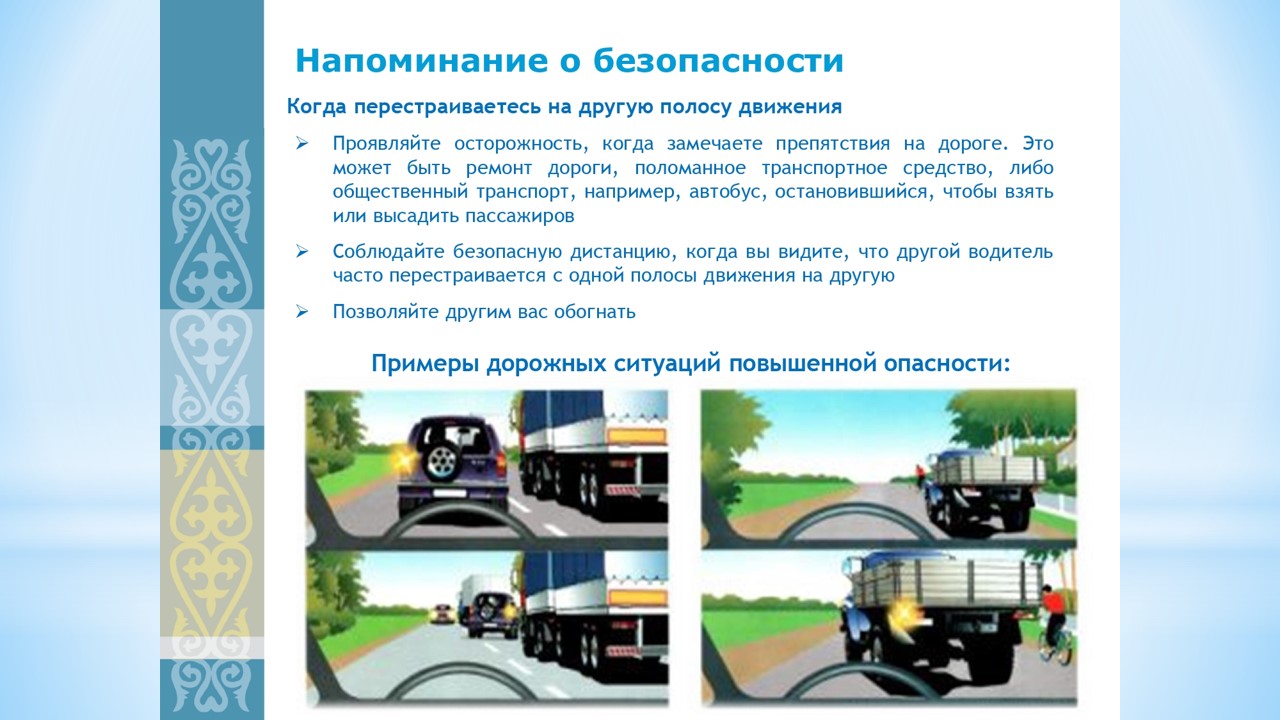 Напоминание о безопасности
Когда перестраиваетесь на другую полосу движения
Проявляйте осторожность, когда замечаете препятствия на дороге. Это
может быть ремонт дороги, поломанное транспортное средство, либо
общественный транспорт, например, автобус, остановившийся, чтобы взять
или высадить пассажиров
Соблюдайте безопасную дистанцию, когда вы видите, что другой водитель
часто перестраивается с одной полосы движения на другую
Позволяйте другим вас обогнать
Примеры дорожных ситуаций повышенной опасности: